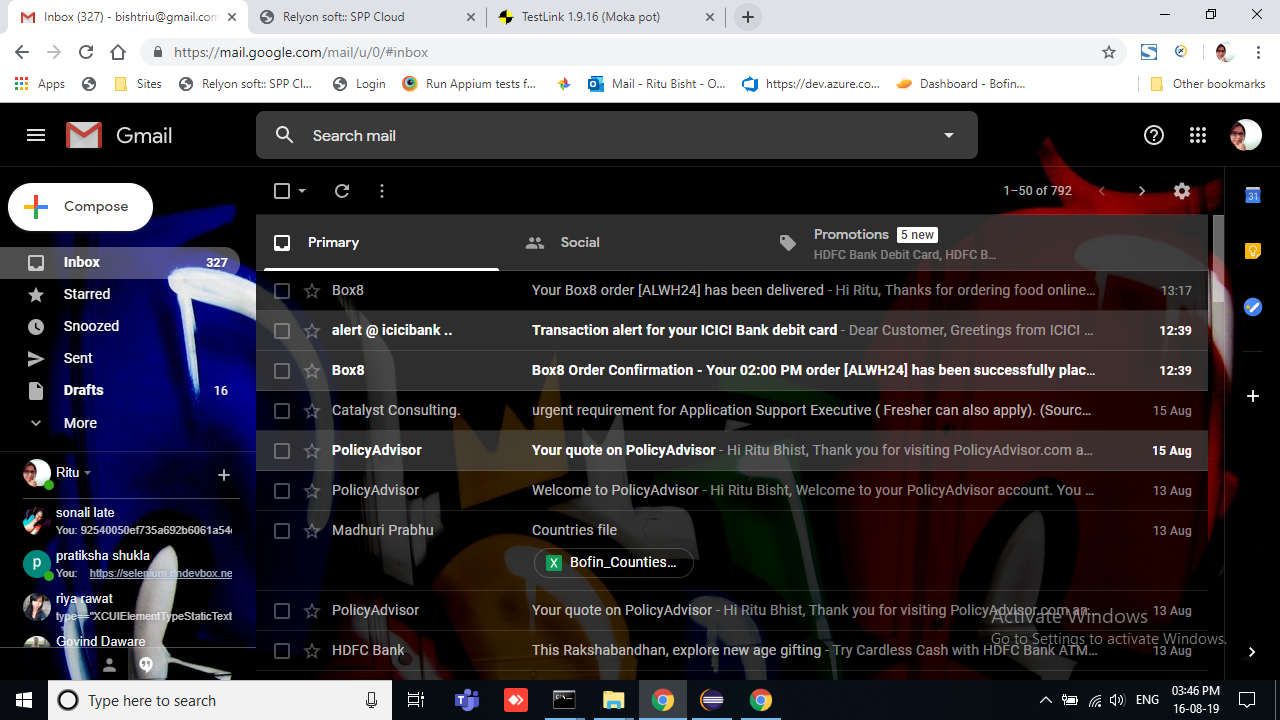 Inbox (327) - bishtriu@gmail.com
Relyon soft:: SPP Cloud
TestLink 1.9.16 (Moka pot)
https://mail.google.com/mail/u/0/#inbox
Apps
Sites
Relyon soft:: SPP Cl...
Login
Run Appium tests f...
Mail - Ritu Bisht - O...
https://dev.azure.co...
Dashboard - Bofin...
Other bookmarks
Gmail
Search mail
Compose
1–50 of 792
Primary
Social
Promotions 5 new
HDFC Bank Debit Card, HDFC B...
Inbox 327
Starred
Snoozed
Sent
Drafts 16
More
Box8 Your Box8 order [ALWH24] has been delivered - Hi Ritu, Thanks for ordering food online... 13:17
alert @ icicibank .. Transaction alert for your ICICI Bank debit card - Dear Customer, Greetings from ICICI ... 12:39
Box8 Box8 Order Confirmation - Your 02:00 PM order [ALWH24] has been successfully plac... 12:39
Catalyst Consulting. urgent requirement for Application Support Executive ( Fresher can also apply). (Sourc... 15 Aug
PolicyAdvisor Your quote on PolicyAdvisor - Hi Ritu Bhist, Thank you for visiting PolicyAdvisor.com a... 15 Aug
PolicyAdvisor Welcome to PolicyAdvisor - Hi Ritu Bisht, Welcome to your PolicyAdvisor account. You ... 13 Aug
Madhuri Prabhu Countries file 13 Aug
Bofin_Counties...
PolicyAdvisor Your quote on PolicyAdvisor - Hi Ritu Bhist, Thank you for visiting PolicyAdvisor.com an... 13 Aug
HDFC Bank This Rakshabandhan, explore new age gifting - Try Cardless Cash with HDFC Bank ATM... 13 Aug
Ritu
sonali late
You: 92540050ef735a692b6061a54
pratiksha shukla
You: https://selenium.rindevbox.ne
riya rawat
type=="XCUIElementTypeStaticText
Govind Daware
31
Activate Windows
Go to Settings to activate Windows.
Type here to search
ENG
03:46 PM
16-08-19